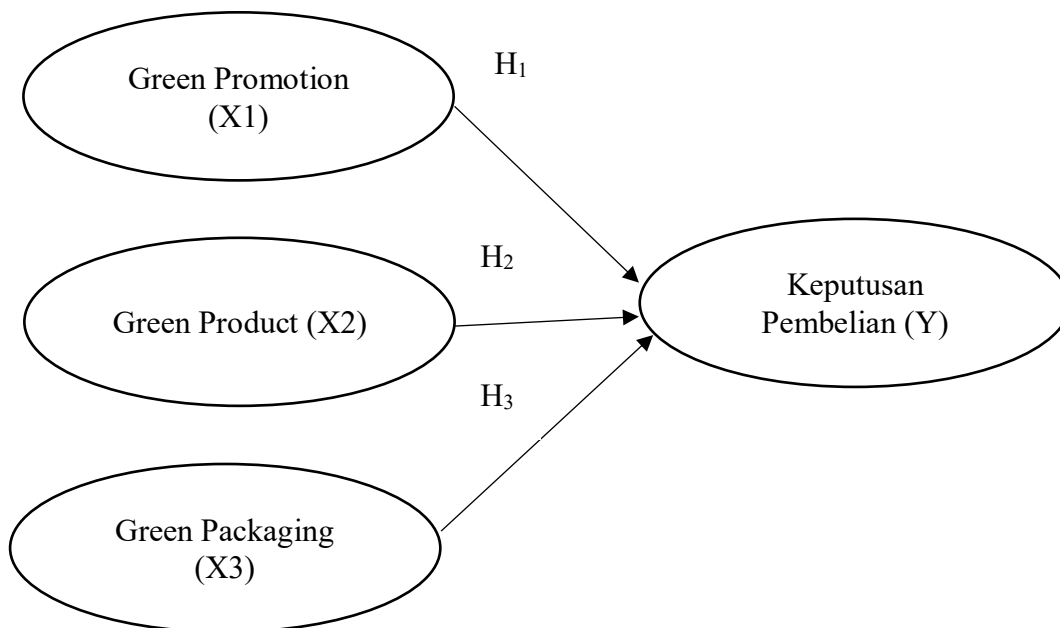 Green Promotion
(X1)
H₁
Green Product (X2)
H₂
Keputusan
Pembelian (Y)
H₃
Green Packaging
(X3)